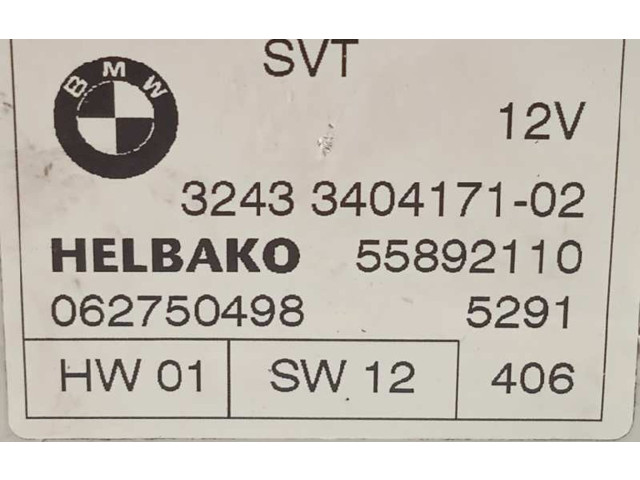 SVT
BMW
12V
3243 3404171-02
HELBAKO 55892110
062750498 5291
HW 01 SW 12 406